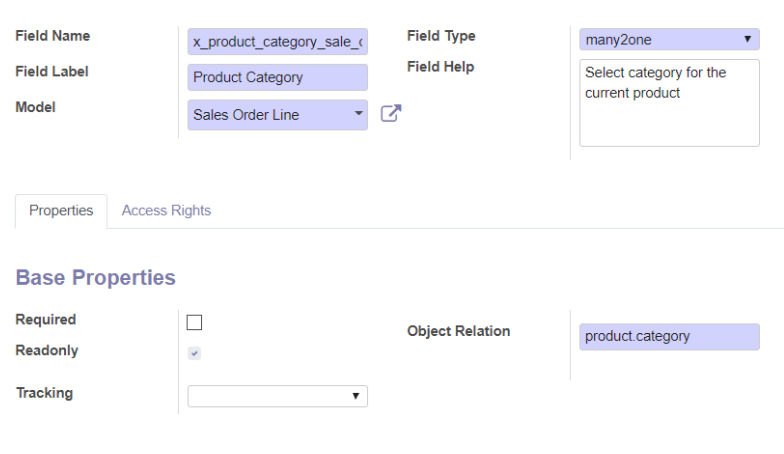 Field Name
x_product_category_sale_
Field Type
many2one
Field Label
Product Category
Field Help
Select category for the
current product
Model
Sales Order Line
Properties
Access Rights
Base Properties
Required
Object Relation
product.category
Readonly
Tracking